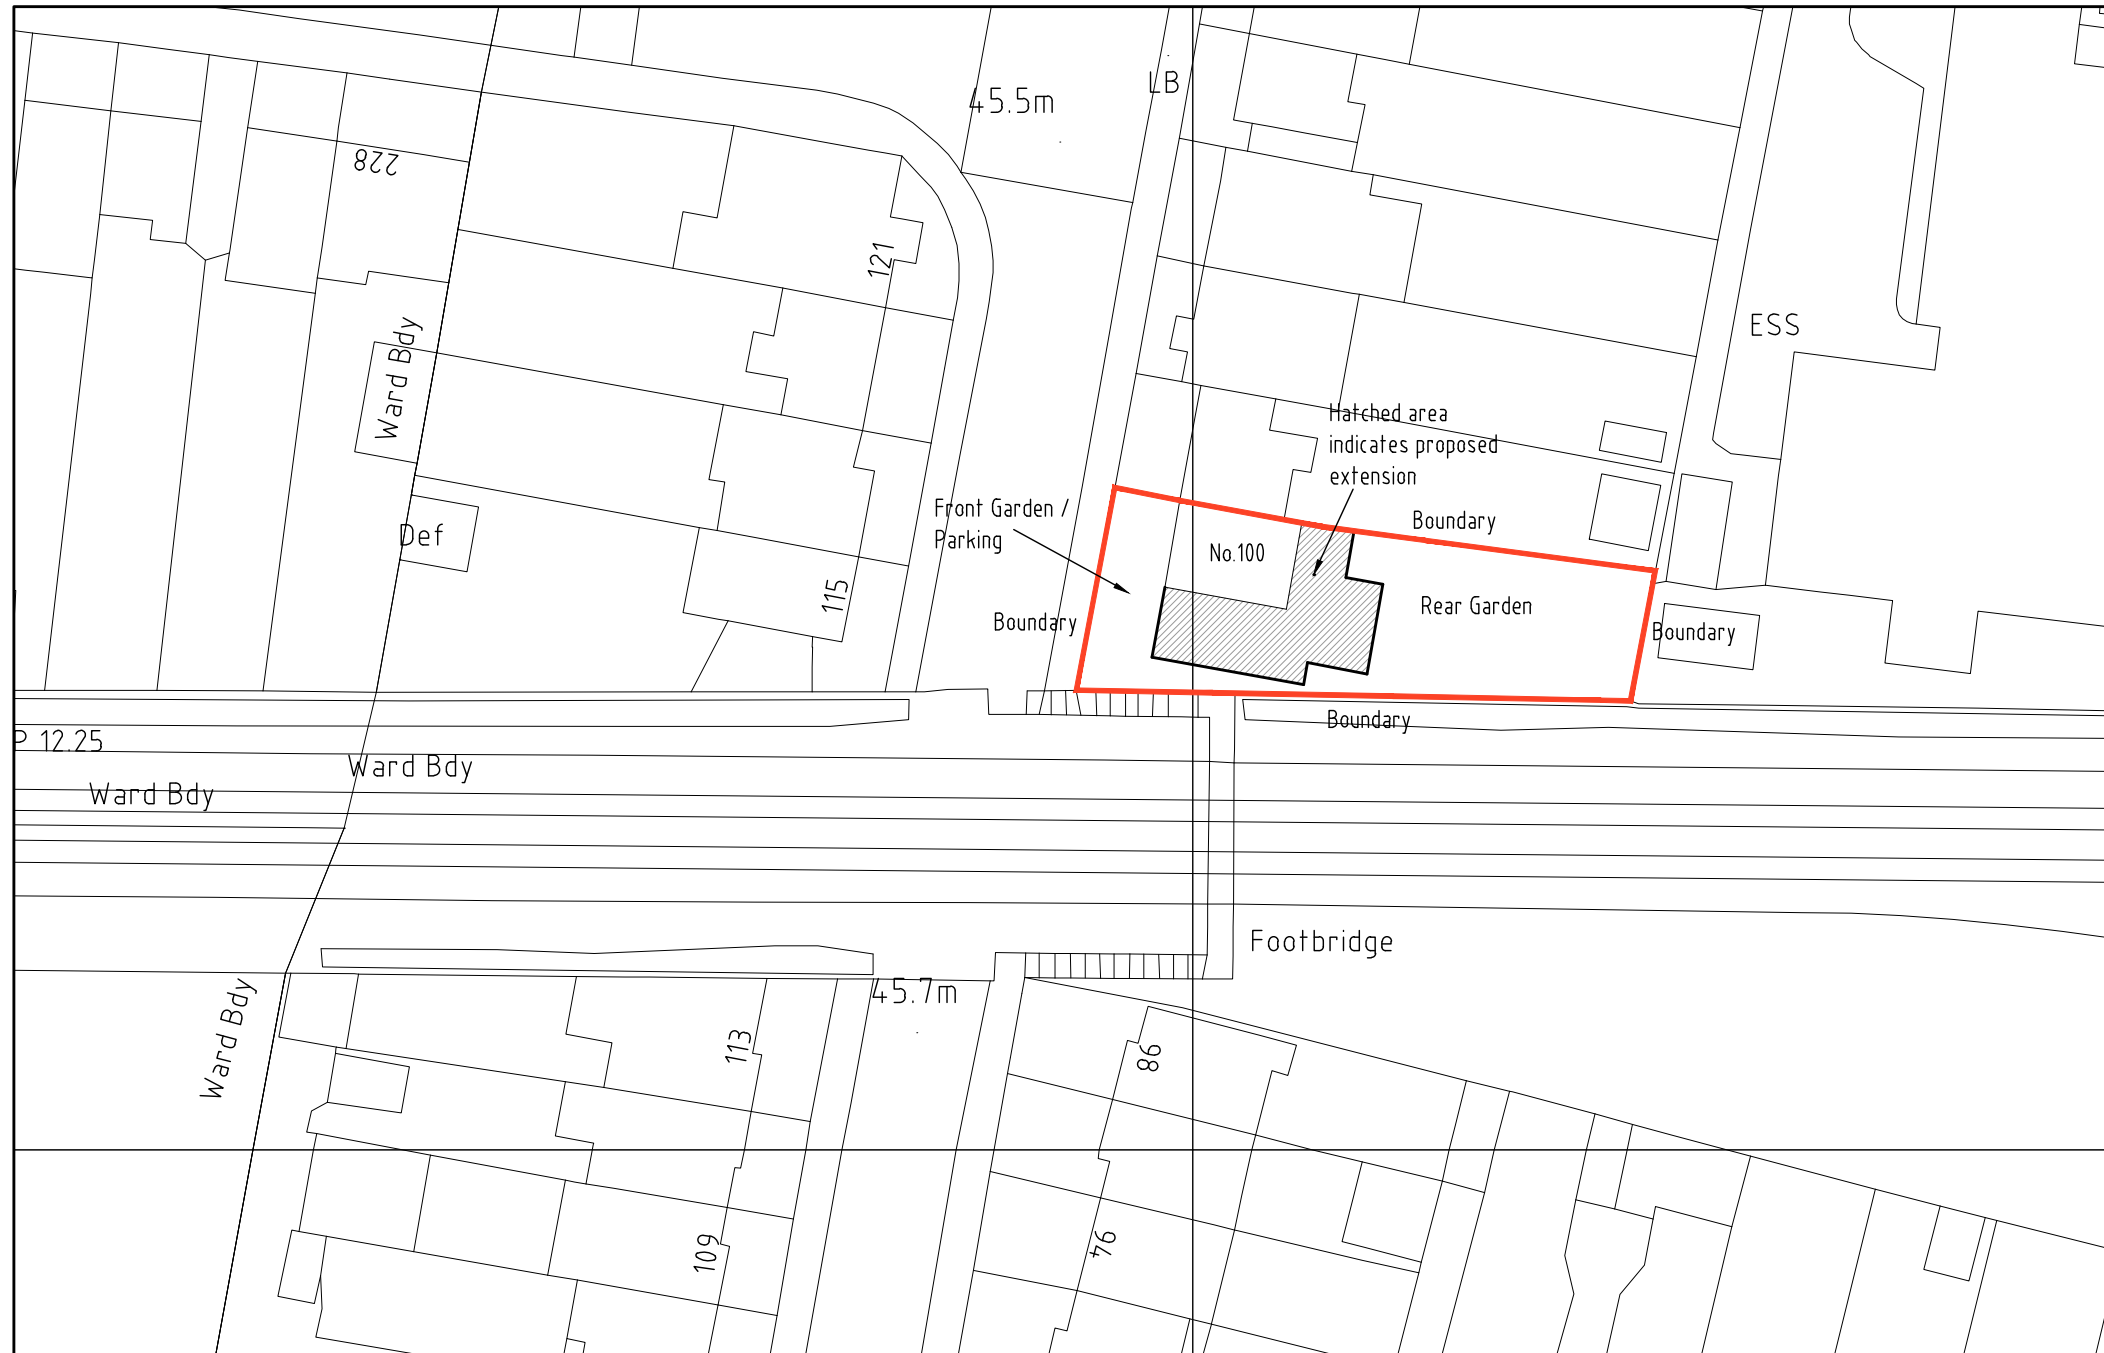 45.5m
LB
228
121
ESS
Ward Bdy
Hatched area
indicates proposed
extension
Front Garden /
Parking
Boundary
Def
No.100
115
Rear Garden
Boundary
Boundary
Boundary
P 12.25
Ward Bdy
Ward Bdy
Footbridge
45.7m
Ward Bdy
113
98
109
94